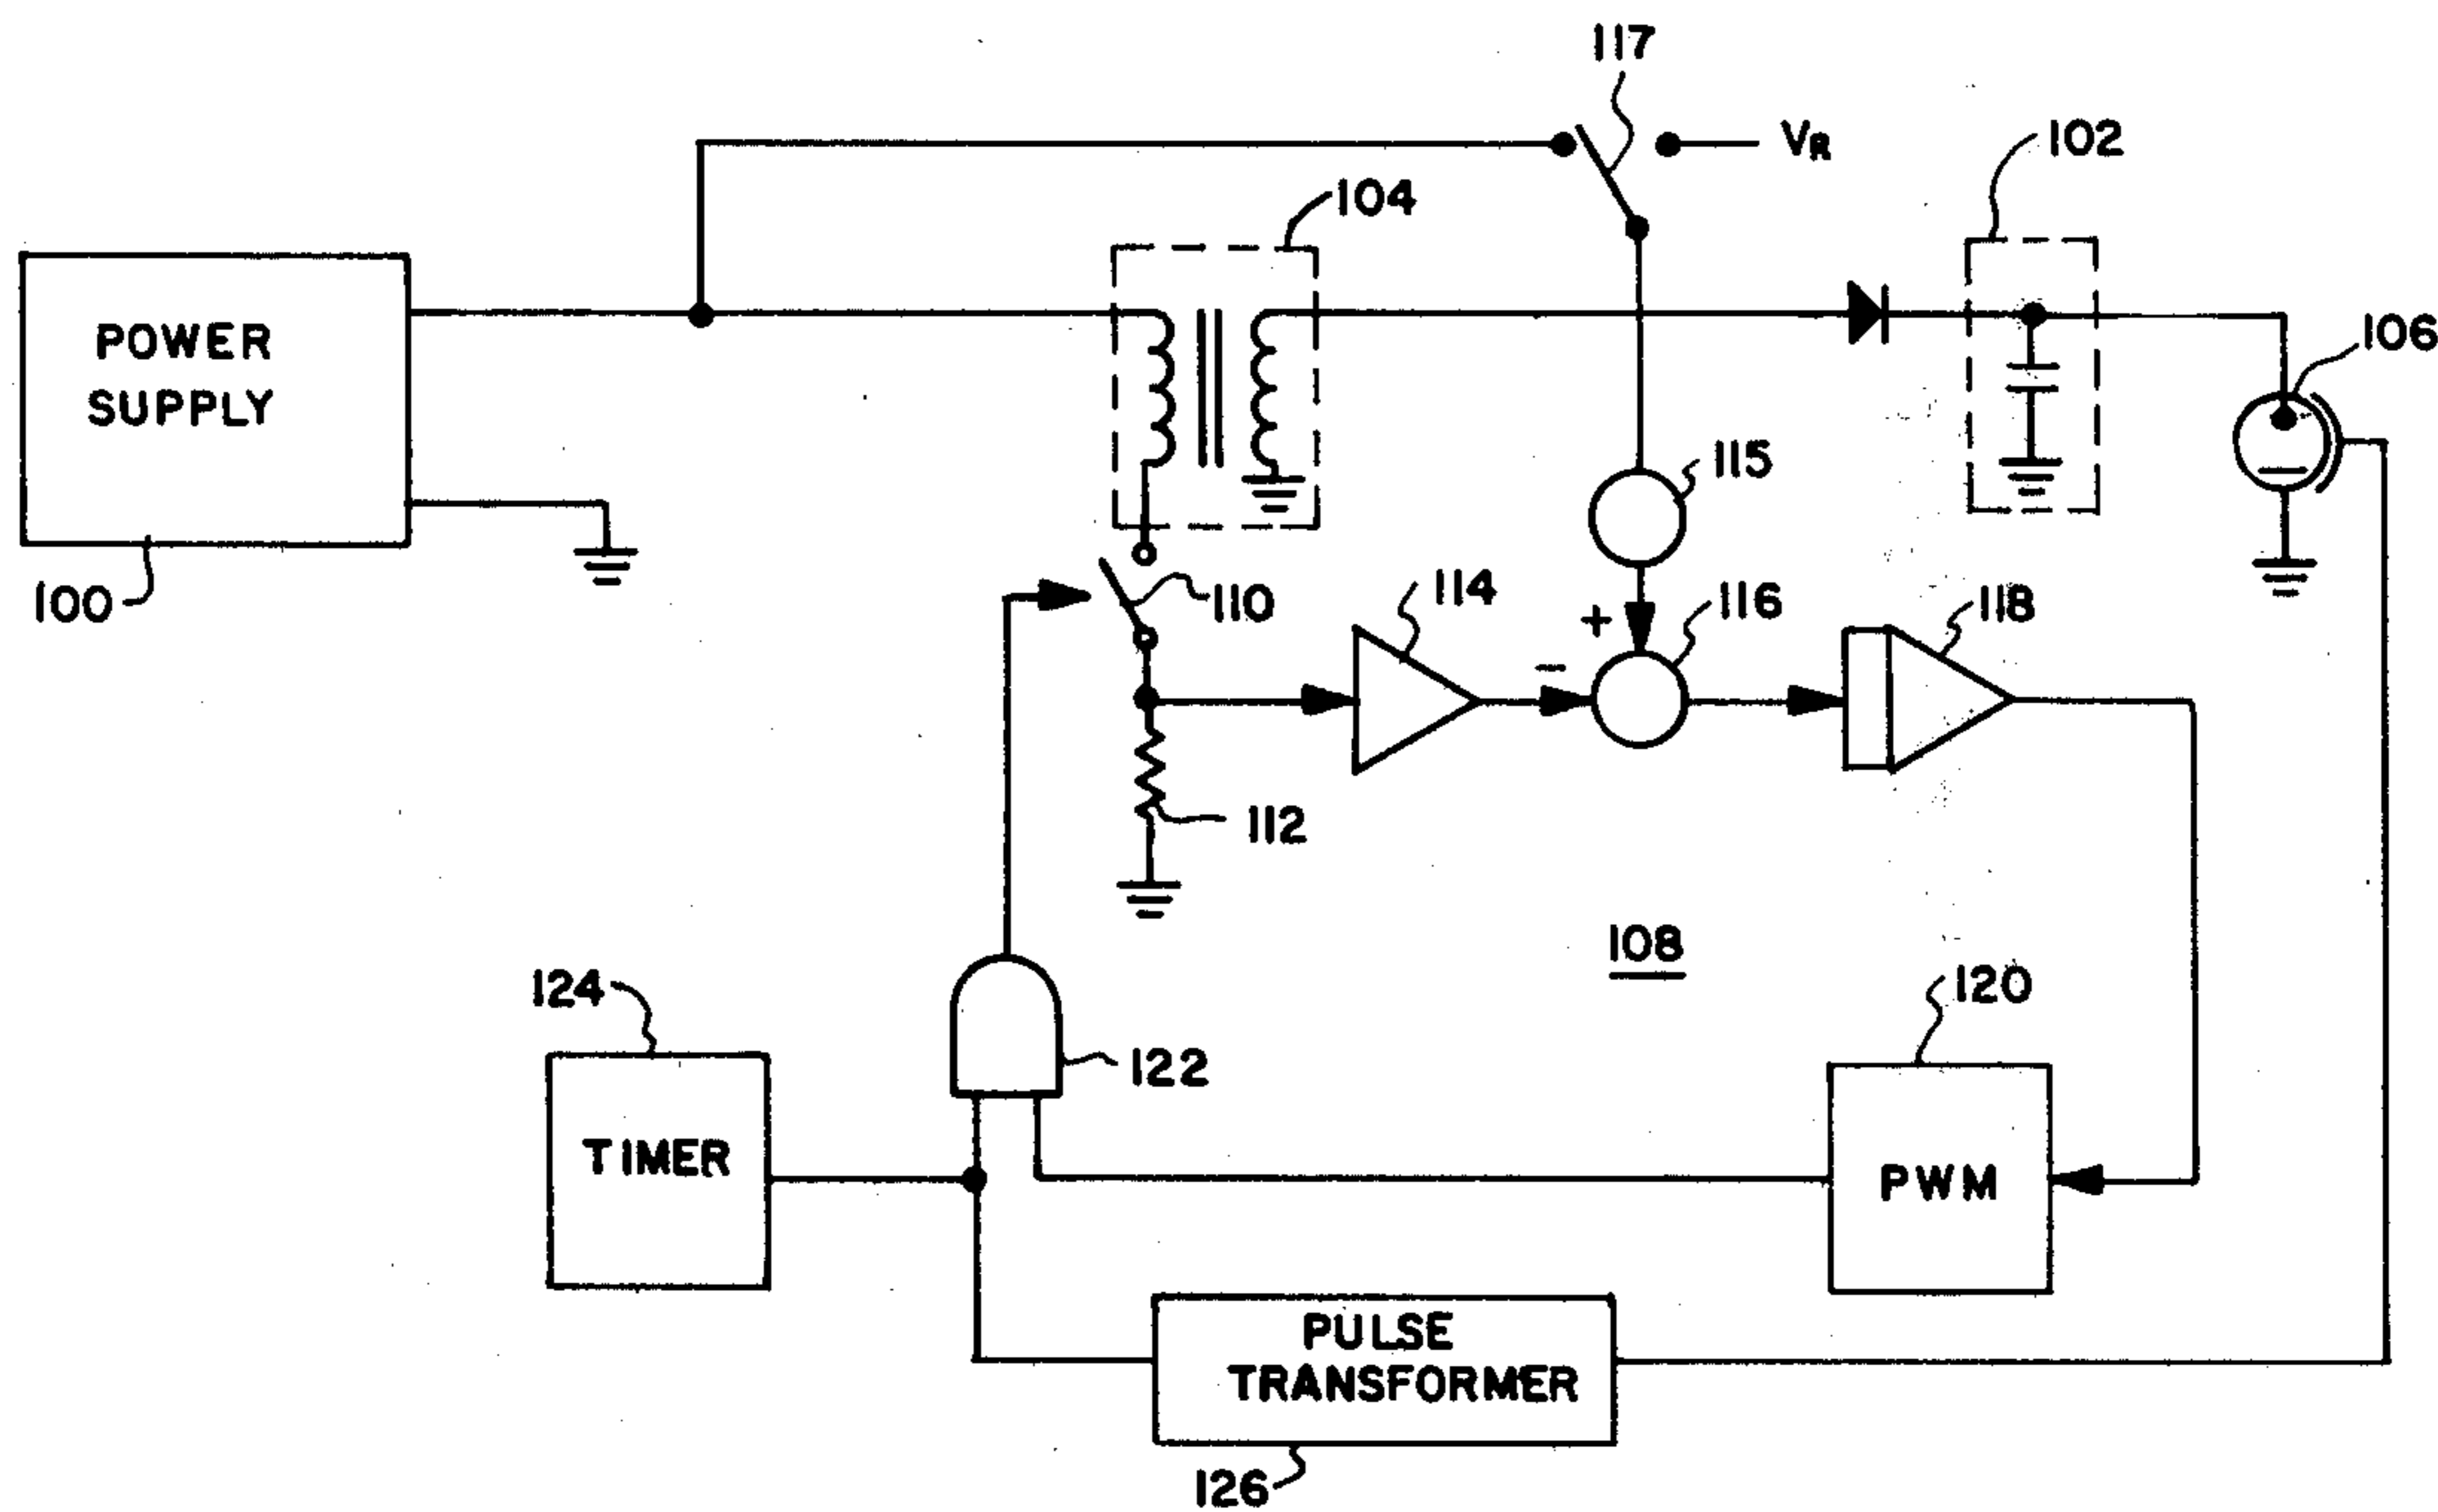 117
VR
102
104
106
POWER
SUPPLY
100
115
110
114
+
116
118
−
112
108
124
120
122
TIMER
PWM
PULSE
TRANSFORMER
126